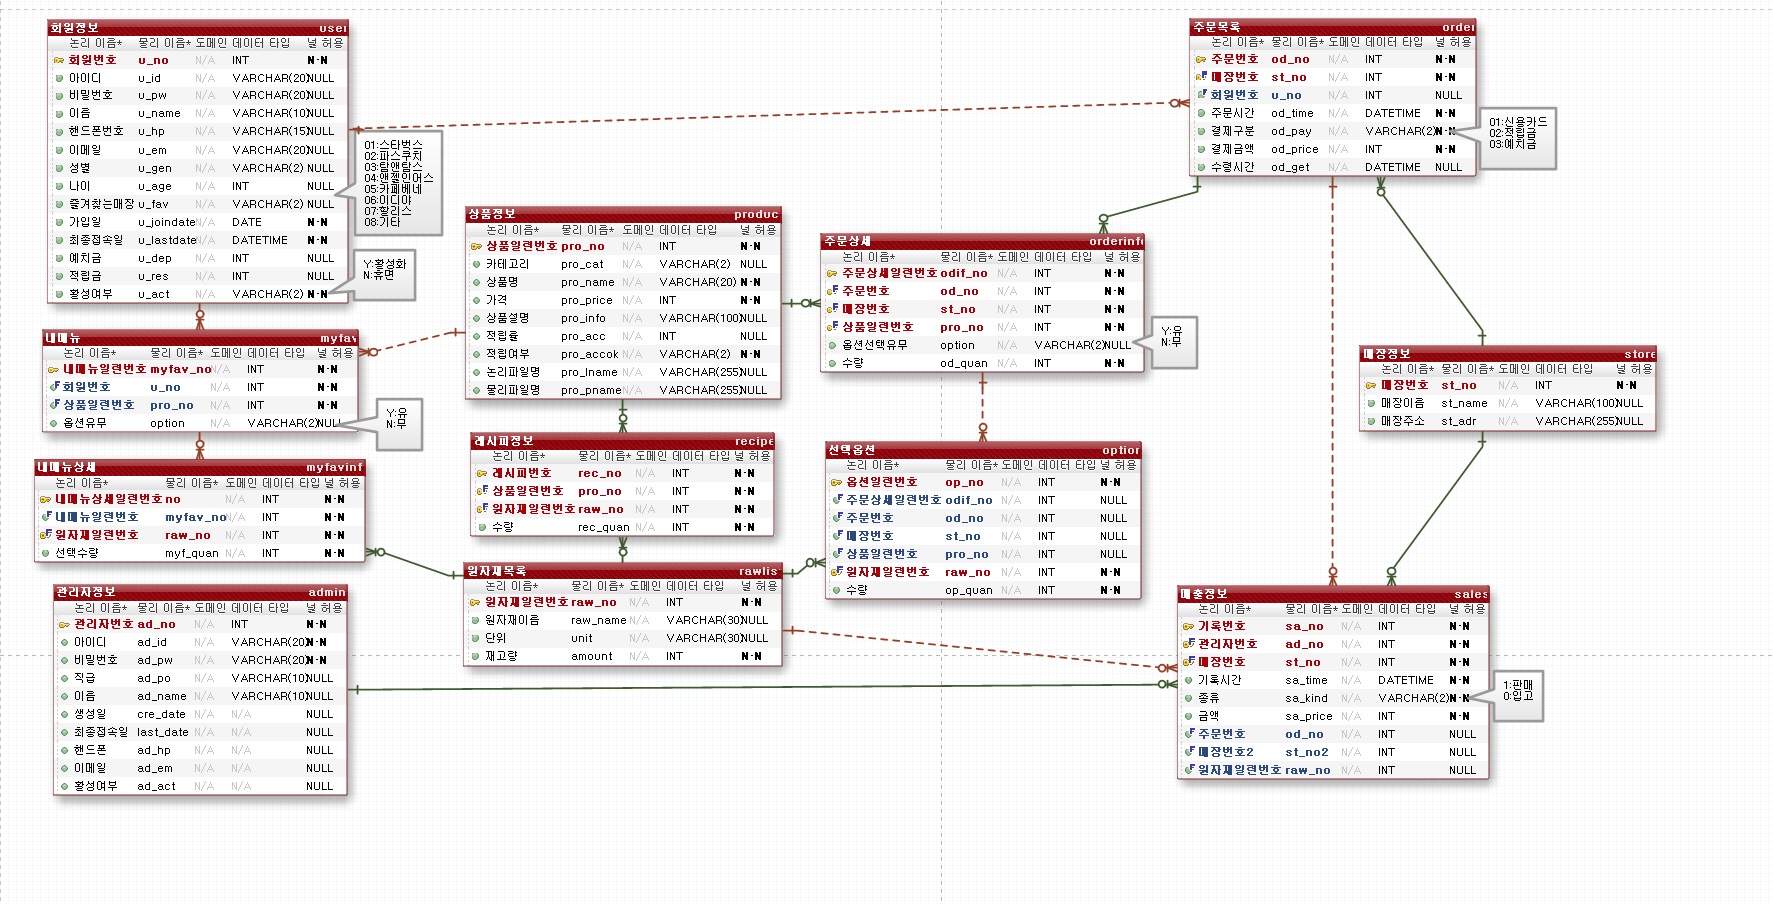 회원정보 user
논리 이름* 물리 이름* 도메인 데이터 타입 널 허용
회원번호 u_no N/A INT N-N
아이디 u_id N/A VARCHAR(20) NULL
비밀번호 u_pw N/A VARCHAR(20) NULL
이름 u_name N/A VARCHAR(10) NULL
핸드폰번호 u_hp N/A VARCHAR(15) NULL
이메일 u_em N/A VARCHAR(20) NULL
성별 u_gen N/A VARCHAR(2) NULL
나이 u_age N/A INT NULL
즐겨찾는매장 u_fav N/A VARCHAR(2) NULL
가입일 u_joindate N/A DATE N-N
최종접속일 u_lastdate N/A DATETIME N-N
예치금 u_dep N/A INT NULL
적립금 u_res N/A INT NULL
활성여부 u_act N/A VARCHAR(2) N-N
01:스타벅스
02:파스쿠치
03:탐앤탐스
04:앤젤인어스
05:카페베네
06:이디야
07:할리스
08:기타
Y:활성화
N:휴면
내메뉴 myfav
논리 이름* 물리 이름* 도메인 데이터 타입 널 허용
내메뉴일련번호 myfav_no N/A INT N-N
회원번호 u_no N/A INT N-N
상품일련번호 pro_no N/A INT N-N
옵션유무 option N/A VARCHAR(2) NULL
Y:유
N:무
내메뉴상세 myfavinf
논리 이름* 물리 이름* 도메인 데이터 타입 널 허용
내메뉴상세일련번호 no N/A INT N-N
내메뉴일련번호 myfav_no N/A INT N-N
원자재일련번호 raw_no N/A INT N-N
선택수량 myf_quan N/A INT N-N
관리자정보 admin
논리 이름* 물리 이름* 도메인 데이터 타입 널 허용
관리자번호 ad_no N/A INT N-N
아이디 ad_id N/A VARCHAR(20) N-N
비밀번호 ad_pw N/A VARCHAR(20) N-N
직급 ad_po N/A VARCHAR(10) NULL
이름 ad_name N/A VARCHAR(10) NULL
생성일 cre_date N/A N/A NULL
최종접속일 last_date N/A N/A NULL
핸드폰 ad_hp N/A N/A NULL
이메일 ad_em N/A N/A NULL
활성여부 ad_act N/A N/A NULL
상품정보 produc
논리 이름* 물리 이름* 도메인 데이터 타입 널 허용
상품일련번호 pro_no N/A INT N-N
카테고리 pro_cat N/A VARCHAR(2) NULL
상품명 pro_name N/A VARCHAR(20) N-N
가격 pro_price N/A INT N-N
상품설명 pro_info N/A VARCHAR(100) NULL
적립율 pro_acc N/A INT NULL
적립여부 pro_accok N/A VARCHAR(2) N-N
논리파일명 pro_lname N/A VARCHAR(255) NULL
물리파일명 pro_pname N/A VARCHAR(255) NULL
레시피정보 recipe
논리 이름* 물리 이름* 도메인 데이터 타입 널 허용
레시피번호 rec_no N/A INT N-N
상품일련번호 pro_no N/A INT N-N
원자재일련번호 raw_no N/A INT N-N
수량 rec_quan N/A INT N-N
원자재목록 rawlis
논리 이름* 물리 이름* 도메인 데이터 타입 널 허용
원자재일련번호 raw_no N/A INT N-N
원자재이름 raw_name N/A VARCHAR(30) NULL
단위 unit N/A VARCHAR(30) NULL
재고량 amount N/A INT N-N
주문상세 orderinfo
논리 이름* 물리 이름* 도메인 데이터 타입 널 허용
주문상세일련번호 odif_no N/A INT N-N
주문번호 od_no N/A INT N-N
매장번호 st_no N/A INT N-N
상품일련번호 pro_no N/A INT N-N
옵션선택유무 option N/A VARCHAR(2) NULL
수량 od_quan N/A INT N-N
Y:유
N:무
선택옵션 option
논리 이름* 물리 이름* 도메인 데이터 타입 널 허용
옵션일련번호 op_no N/A INT N-N
주문상세일련번호 odif_no N/A INT NULL
주문번호 od_no N/A INT NULL
매장번호 st_no N/A INT NULL
상품일련번호 pro_no N/A INT NULL
원자재일련번호 raw_no N/A INT N-N
수량 op_quan N/A INT N-N
주문목록 order
논리 이름* 물리 이름* 도메인 데이터 타입 널 허용
주문번호 od_no N/A INT N-N
매장번호 st_no N/A INT N-N
회원번호 u_no N/A INT NULL
주문시간 od_time N/A DATETIME N-N
결제구분 od_pay N/A VARCHAR(2) N-N
결제금액 od_price N/A INT N-N
수령시간 od_get N/A DATETIME NULL
01:신용카드
02:적립금
03:예치금
매장정보 store
논리 이름* 물리 이름* 도메인 데이터 타입 널 허용
매장번호 st_no N/A INT N-N
매장이름 st_name N/A VARCHAR(100) NULL
매장주소 st_adr N/A VARCHAR(255) NULL
매출정보 sales
논리 이름* 물리 이름* 도메인 데이터 타입 널 허용
기록번호 sa_no N/A INT N-N
관리자번호 ad_no N/A INT N-N
매장번호 st_no N/A INT N-N
기록시간 sa_time N/A DATETIME N-N
종류 sa_kind N/A VARCHAR(2) N-N
금액 sa_price N/A INT N-N
주문번호 od_no N/A INT NULL
매장번호2 st_no2 N/A INT NULL
원자재일련번호 raw_no N/A INT NULL
1:판매
0:입고